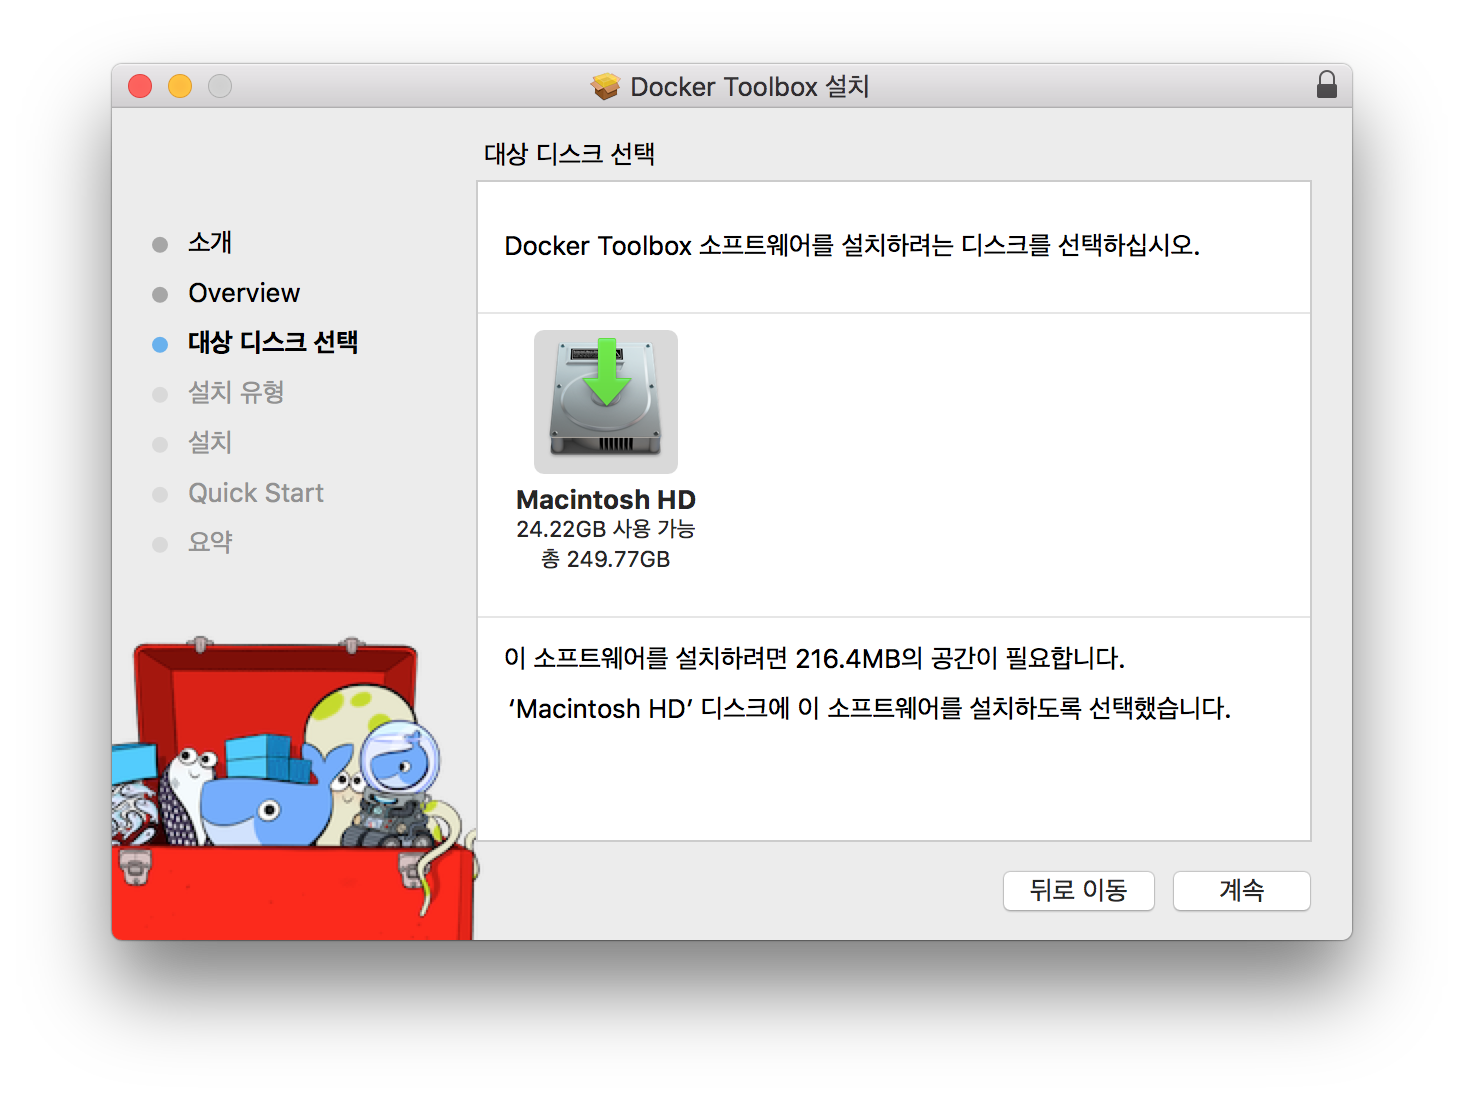 Docker Toolbox 설치
대상 디스크 선택
소개
Overview
대상 디스크 선택
설치 유형
설치
Quick Start
요약
Docker Toolbox 소프트웨어를 설치하려는 디스크를 선택하십시오.
Macintosh HD
24.22GB 사용 가능
총 249.77GB
이 소프트웨어를 설치하려면 216.4MB의 공간이 필요합니다.
‘Macintosh HD’ 디스크에 이 소프트웨어를 설치하도록 선택했습니다.
뒤로 이동
계속